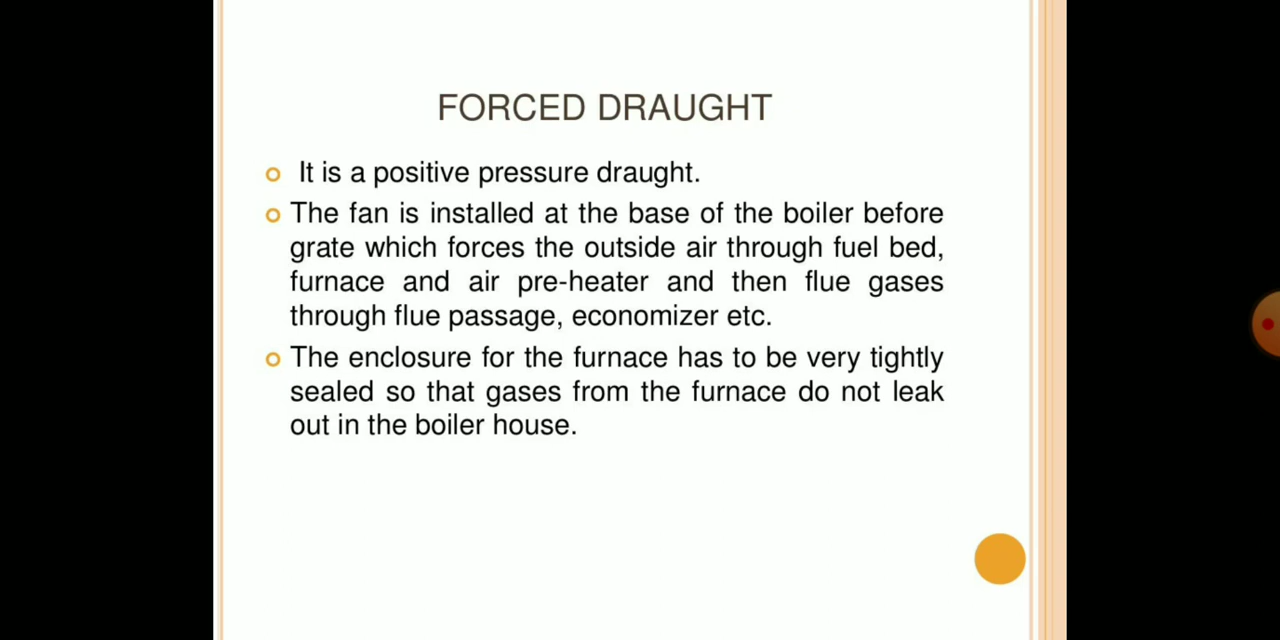 FORCED DRAUGHT
It is a positive pressure draught.
The fan is installed at the base of the boiler before
grate which forces the outside air through fuel bed,
furnace and air pre-heater and then flue gases
through flue passage, economizer etc.
The enclosure for the furnace has to be very tightly
sealed so that gases from the furnace do not leak
out in the boiler house.